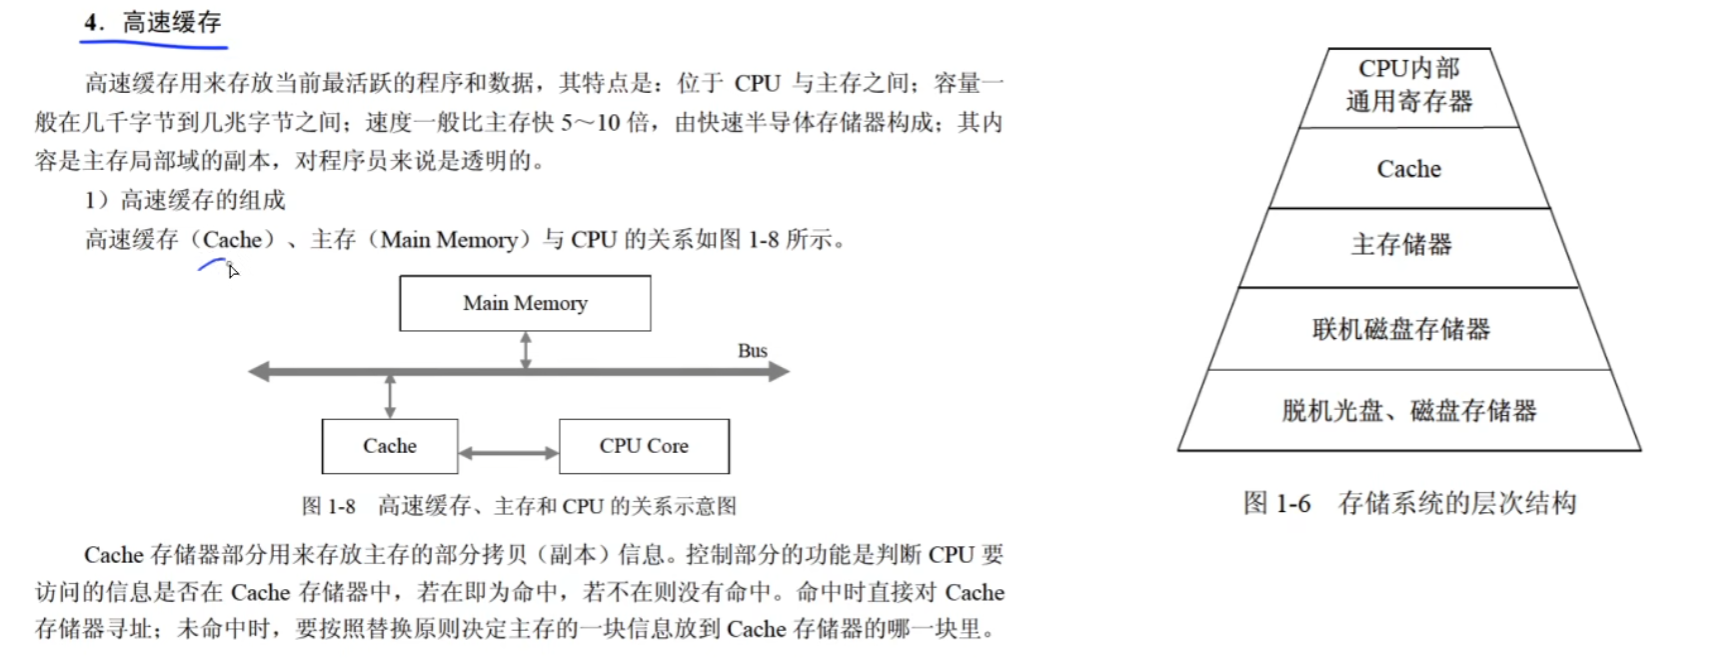 4．高速缓存
高速缓存用来存放当前最活跃的程序和数据，其特点是：位于 CPU 与主存之间；容量一
般在几千字节到几兆字节之间；速度一般比主存快 5～10 倍，由快速半导体存储器构成；其内
容是主存局部域的副本，对程序员来说是透明的。
1）高速缓存的组成
高速缓存（Cache）、主存（Main Memory）与 CPU 的关系如图 1-8 所示。
Main Memory
Bus
Cache
CPU Core
图 1-8　高速缓存、主存和 CPU 的关系示意图
Cache 存储器部分用来存放主存的部分拷贝（副本）信息。控制部分的功能是判断 CPU 要
访问的信息是否在 Cache 存储器中，若在即为命中，若不在则没有命中。命中时直接对 Cache
存储器寻址；未命中时，要按照替换原则决定主存的一块信息放到 Cache 存储器的哪一块里。
CPU内部
通用寄存器
Cache
主存储器
联机磁盘存储器
脱机光盘、磁盘存储器
图 1-6　存储系统的层次结构